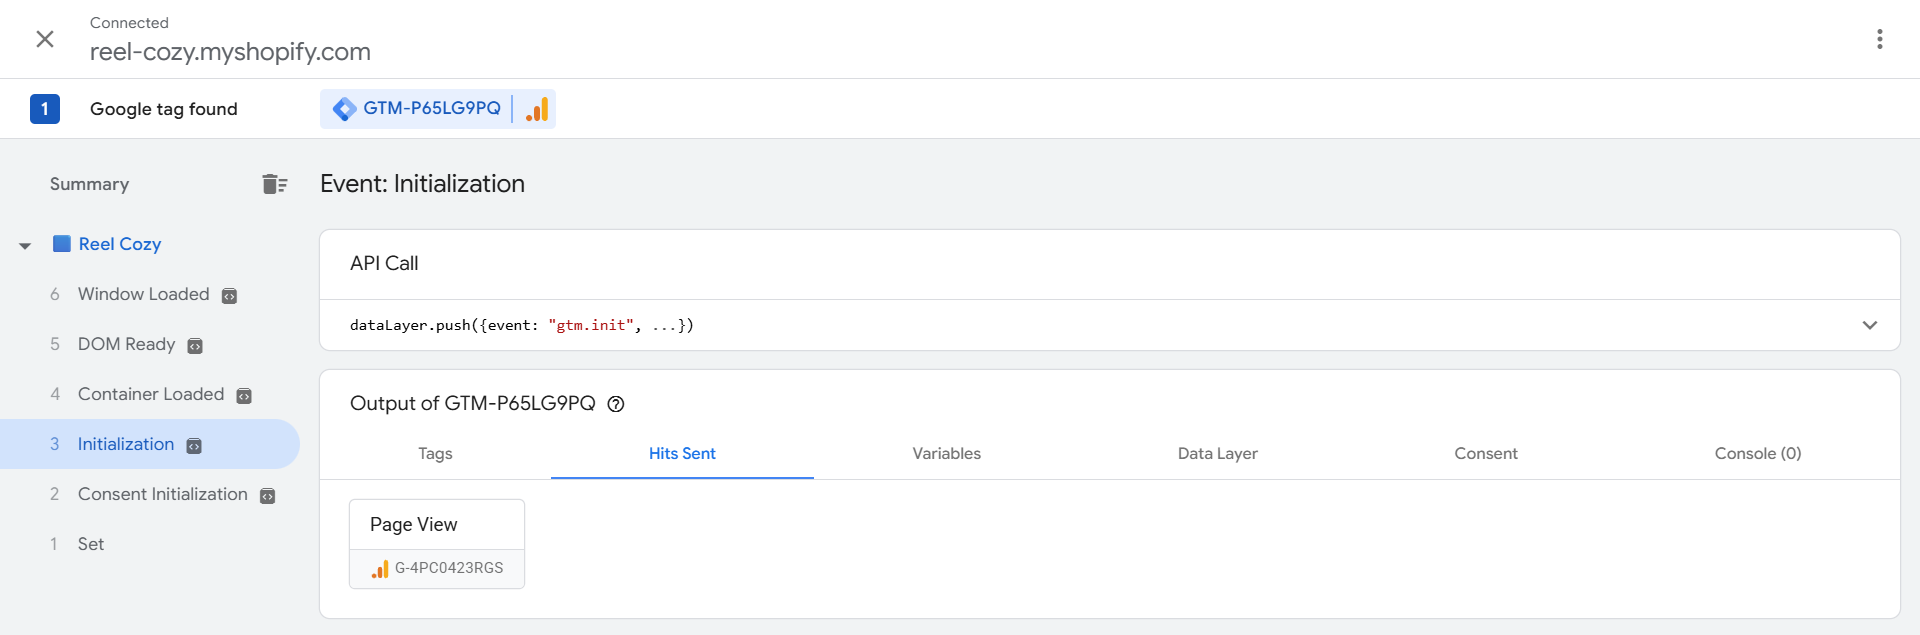 Connected
reel-cozy.myshopify.com
1 Google tag found GTM-P65LG9PQ
Summary
Reel Cozy
6 Window Loaded
5 DOM Ready
4 Container Loaded
3 Initialization
2 Consent Initialization
1 Set
Event: Initialization
API Call
dataLayer.push({event: "gtm.init", ...})
Output of GTM-P65LG9PQ
Tags Hits Sent Variables Data Layer Consent Console (0)
Page View
G-4PC0423RGS